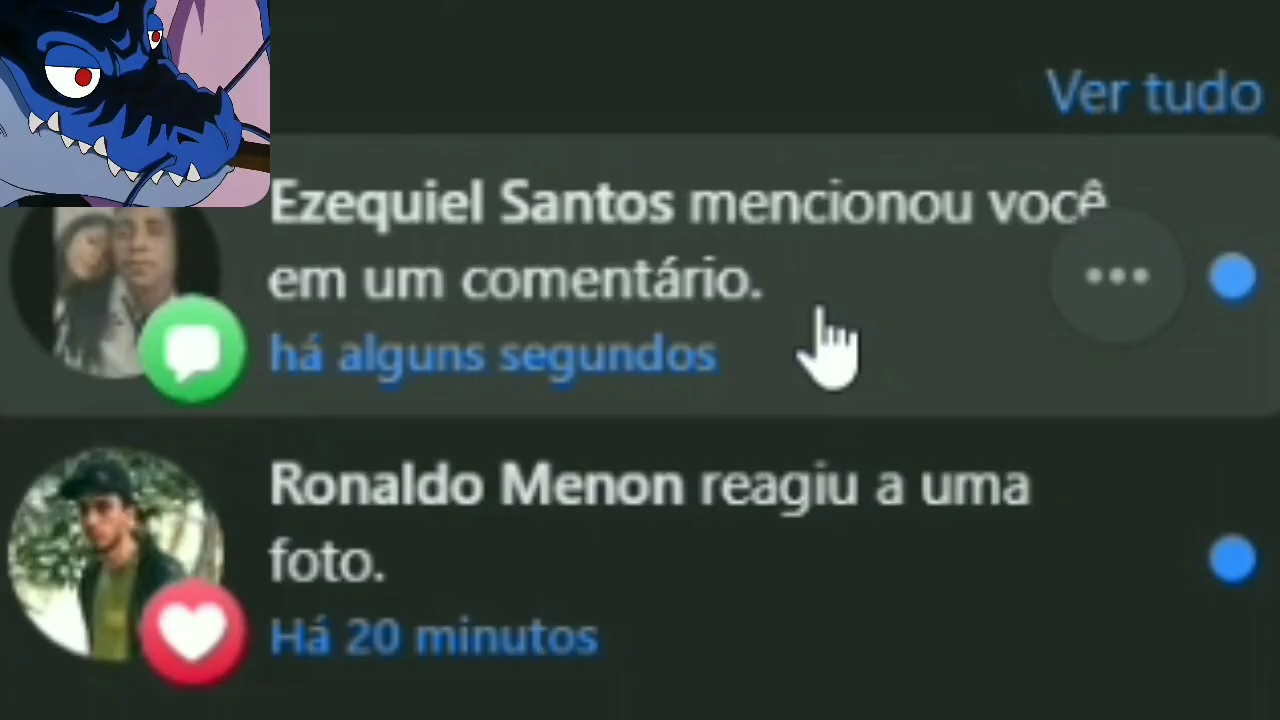 Ver tudo
Ezequiel Santos mencionou você
em um comentário.
há alguns segundos
Ronaldo Menon reagiu a uma
foto.
Há 20 minutos